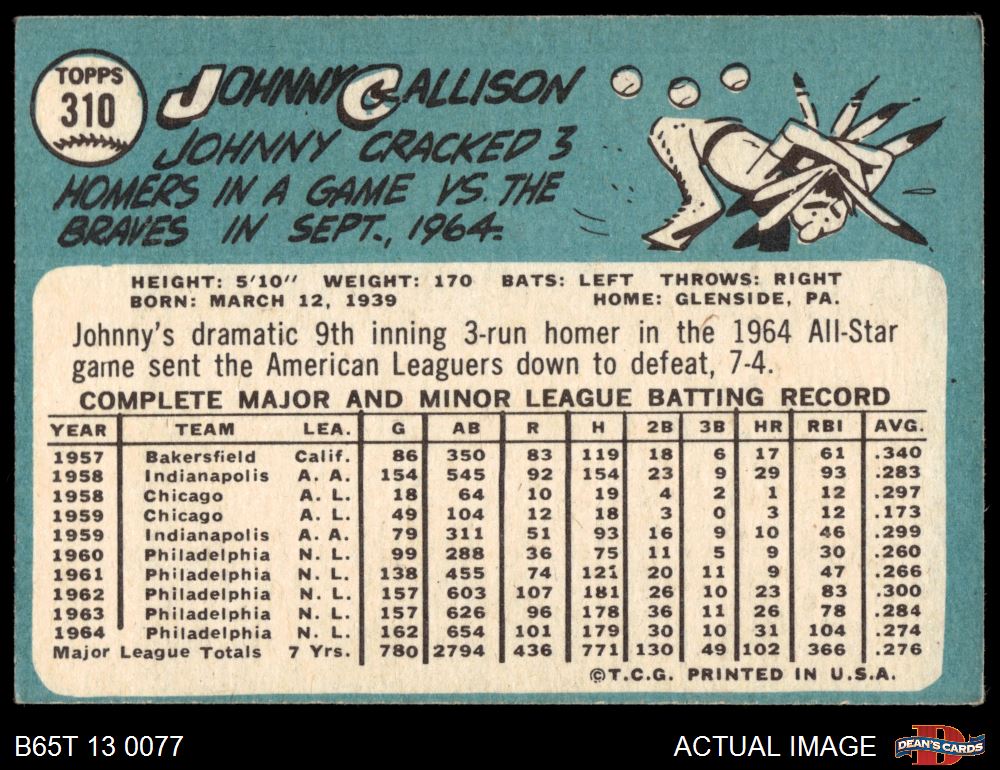 TOPPS
310
JOHNNY CALLISON
JOHNNY CRACKED 3
HOMERS IN A GAME VS. THE
BRAVES IN SEPT., 1964.
HEIGHT: 5'10" WEIGHT: 170 BATS: LEFT THROWS: RIGHT
BORN: MARCH 12, 1939 HOME: GLENSIDE, PA.
Johnny's dramatic 9th inning 3-run homer in the 1964 All-Star
game sent the American Leaguers down to defeat, 7-4.
COMPLETE MAJOR AND MINOR LEAGUE BATTING RECORD
YEAR TEAM LEA. G AB R H 2B 3B HR RBI AVG.
1957 Bakersfield Calif. 86 350 83 119 18 6 17 61 .340
1958 Indianapolis A. A. 154 545 92 154 23 9 29 93 .283
1958 Chicago A. L. 18 64 10 19 4 2 1 12 .297
1959 Chicago A. L. 49 104 12 18 3 0 3 12 .173
1959 Indianapolis A. A. 79 311 51 93 16 9 10 46 .299
1960 Philadelphia N. L. 99 288 36 75 11 5 9 30 .260
1961 Philadelphia N. L. 138 455 74 121 20 11 9 47 .266
1962 Philadelphia N. L. 157 603 107 181 26 10 23 83 .300
1963 Philadelphia N. L. 157 626 96 178 36 11 26 78 .284
1964 Philadelphia N. L. 162 654 101 179 30 10 31 104 .274
Major League Totals 7 Yrs. 780 2794 436 771 130 49 102 366 .276
©T.C.G. PRINTED IN U.S.A.
B65T 13 0077
ACTUAL IMAGE
D
DEAN'S CARDS